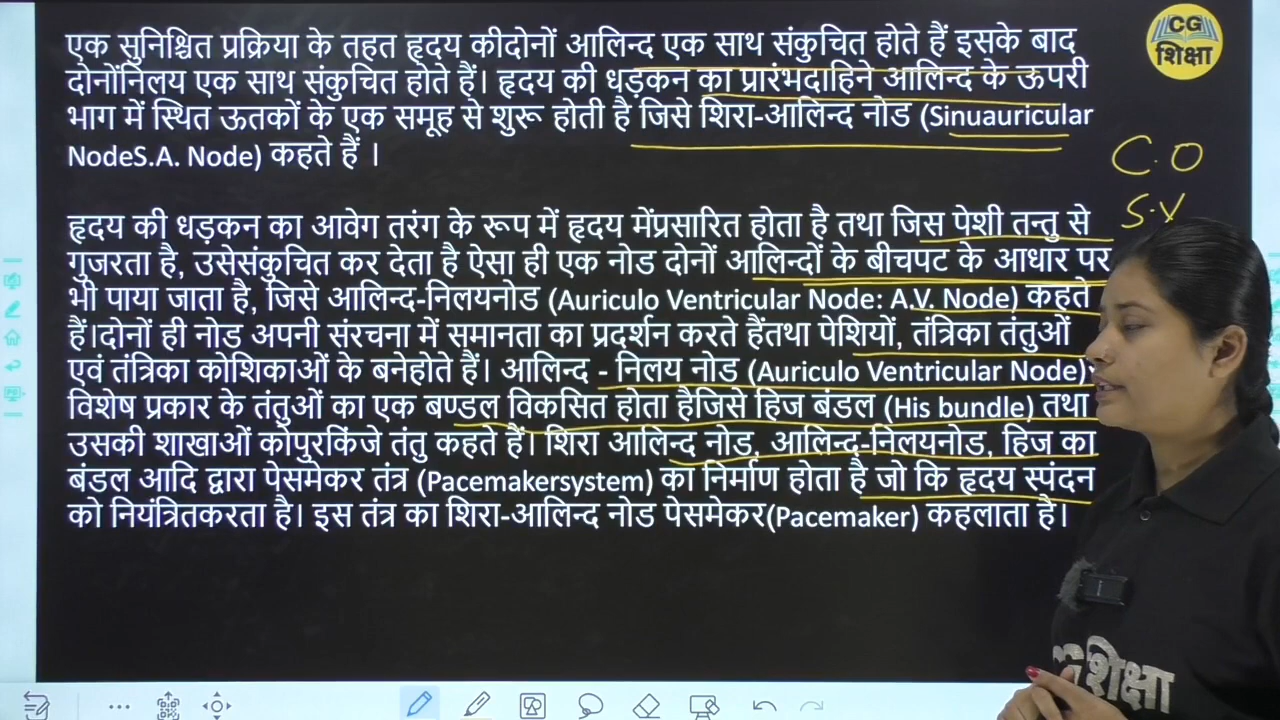 एक सुनिश्चित प्रक्रिया के तहत हृदय कीदोनों आलिन्द एक साथ संकुचित होते हैं इसके बाद
दोनोंनिलय एक साथ संकुचित होते हैं। हृदय की धड़कन का प्रारंभदाहिने आलिन्द के ऊपरी
भाग में स्थित ऊतकों के एक समूह से शुरू होती है जिसे शिरा-आलिन्द नोड (Sinuauricular
NodeS.A. Node) कहते हैं ।
हृदय की धड़कन का आवेग तरंग के रूप में हृदय मेंप्रसारित होता है तथा जिस पेशी तन्तु से
गुजरता है, उसेसंकुचित कर देता है ऐसा ही एक नोड दोनों आलिन्दों के बीचपट के आधार पर
भी पाया जाता है, जिसे आलिन्द-निलयनोड (Auriculo Ventricular Node: A.V. Node) कहते
हैं।दोनों ही नोड अपनी संरचना में समानता का प्रदर्शन करते हैंतथा पेशियों, तंत्रिका तंतुओं
एवं तांत्रिका कोशिकाओं के बनेहोते हैं। आलिन्द - निलय नोड (Auriculo Ventricular Node)
विशेष प्रकार के तंतुओं का एक बण्डल विकसित होता हैजिसे हिज बंडल (His bundle) तथा
उसकी शाखाओं कोपुरकिंजे तंतु कहते हैं। शिरा आलिन्द नोड, आलिन्द-निलयनोड, हिज का
बंडल आदि द्वारा पेसमेकर तंत्र (Pacemakersystem) का निर्माण होता है जो कि हृदय स्पंदन
को नियंत्रितकरता है। इस तंत्र का शिरा-आलिन्द नोड पेसमेकर(Pacemaker) कहलाता है।
CG
शिक्षा
C.O
S.V
CG शिक्षा